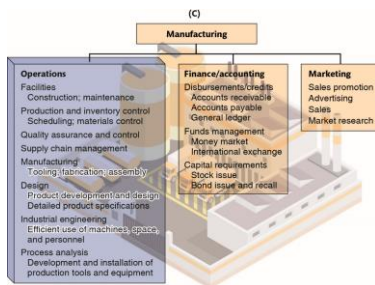 (C)
Manufacturing
Operations
Facilities
Construction; maintenance
Production and inventory control
Scheduling; materials control
Quality assurance and control
Supply chain management
Manufacturing
Tooling; fabrication; assembly
Design
Product development and design
Detailed product specifications
Industrial engineering
Efficient use of machines, space,
and personnel
Process analysis
Development and installation of
production tools and equipment
Finance/accounting
Disbursements/credits
Accounts receivable
Accounts payable
General ledger
Funds management
Money market
International exchange
Capital requirements
Stock issue
Bond issue and recall
Marketing
Sales promotion
Advertising
Sales
Market research